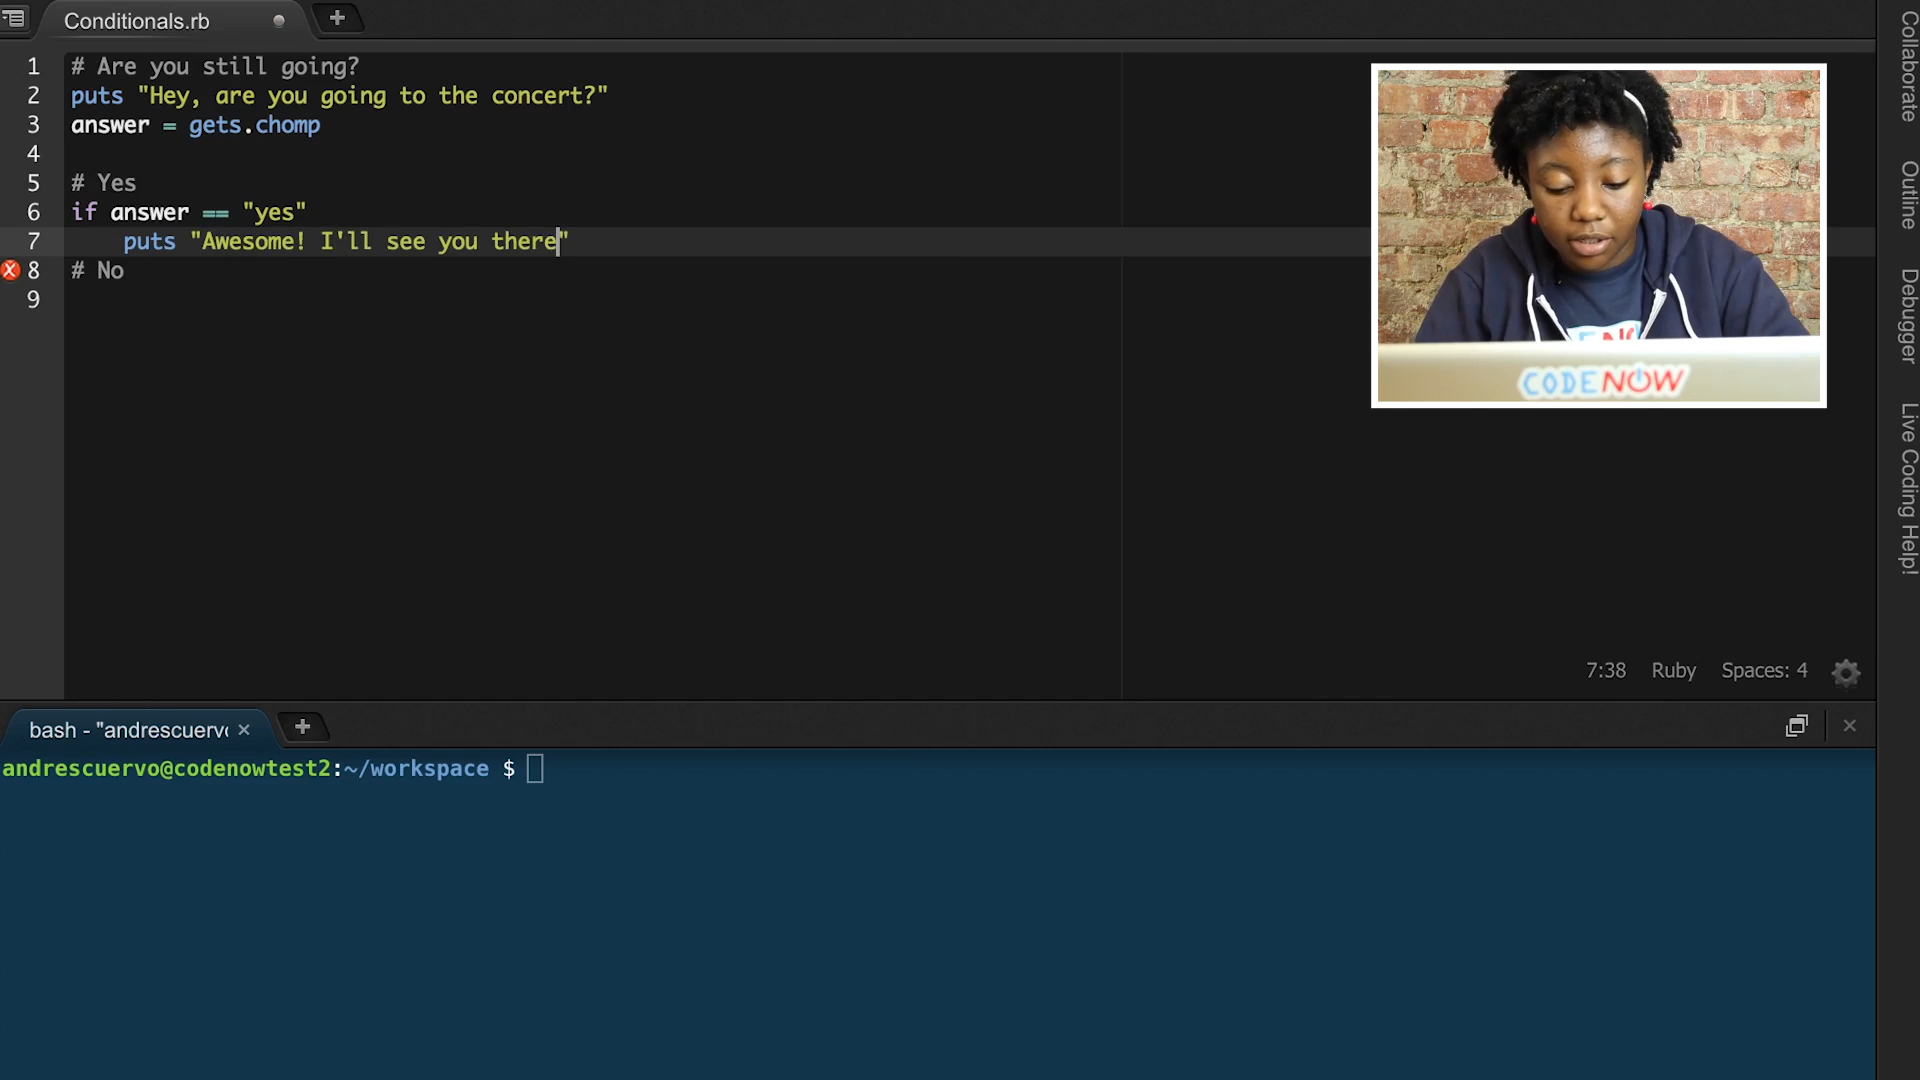 Conditionals.rb
1 # Are you still going?
2 puts "Hey, are you going to the concert?"
3 answer = gets.chomp
4
5 # Yes
6 if answer == "yes"
7 puts "Awesome! I'll see you there"
8 # No
9
CODENOW
Collaborate
Outline
Debugger
Live Coding Help!
7:38 Ruby Spaces: 4
bash - "andrescuerv
andrescuervo@codenowtest2:~/workspace $